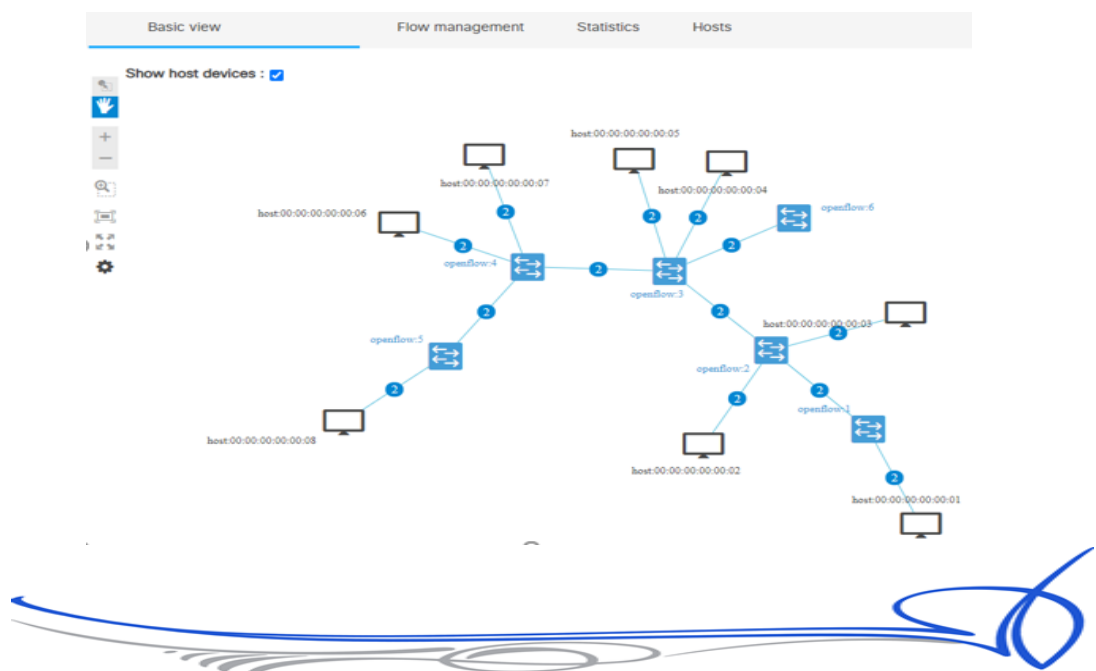 Basic view Flow management Statistics Hosts
Show host devices :
host:00:00:00:00:00:05
host:00:00:00:00:00:07
host:00:00:00:00:00:04
host:00:00:00:00:00:06
openflow:6
2
2
2
2
2
openflow:4
2
openflow:3
2
2
host:00:00:00:00:00:03
2
openflow:5
openflow:2
2
2
2
openflow:1
host:00:00:00:00:00:08
host:00:00:00:00:00:02
2
host:00:00:00:00:00:01